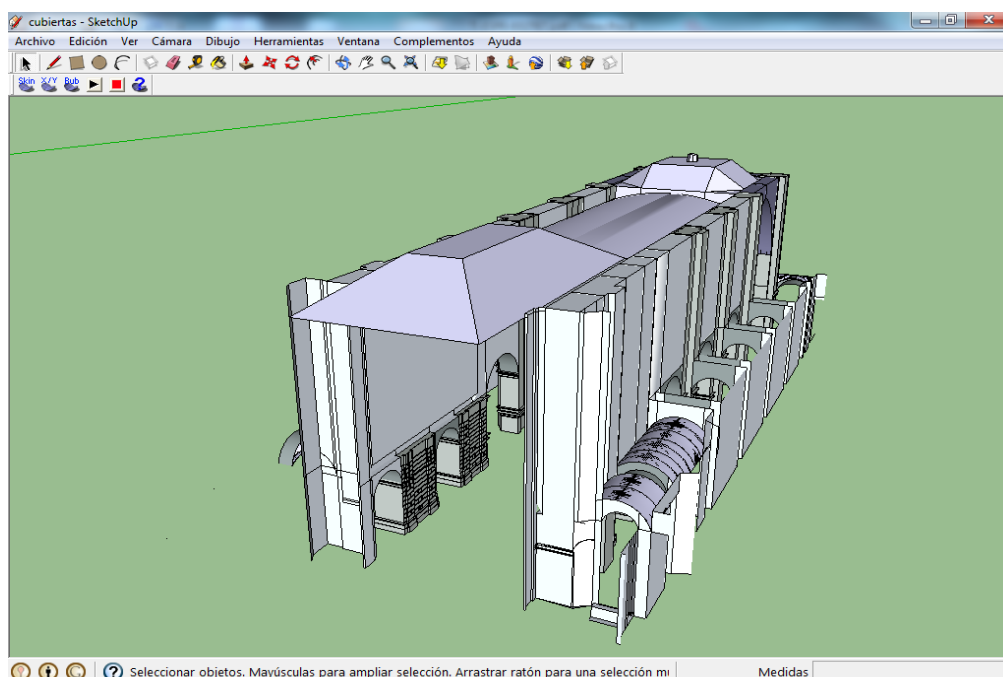 cubiertas - SketchUp
Archivo Edición Ver Cámara Dibujo Herramientas Ventana Complementos Ayuda
Skin X/Y Bub
Seleccionar objetos. Mayúsculas para ampliar selección. Arrastrar ratón para una selección mu Medidas